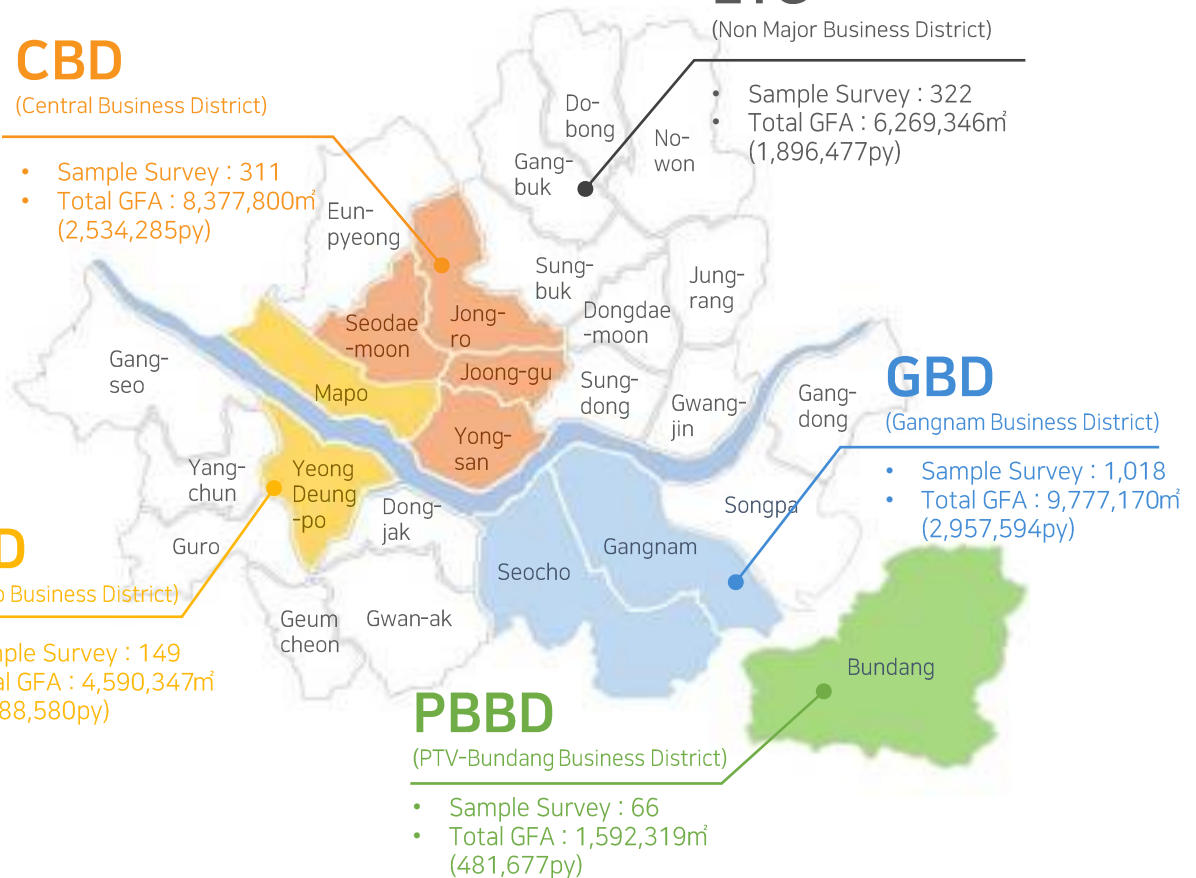 (Non Major Business District)
• Sample Survey : 322
• Total GFA : 6,269,346㎡
(1,896,477py)
CBD
(Central Business District)
• Sample Survey : 311
• Total GFA : 8,377,800㎡
(2,534,285py)
Do-
bong
No-
won
Gang-
buk
Eun-
pyeong
Sung-
buk
Jung-
rang
Dongdae
-moon
Seodae
-moon
Jong-
ro
Joong-gu
Gang-
seo
Mapo
Sung-
dong
Gwang-
jin
Gang-
dong
GBD
(Gangnam Business District)
• Sample Survey : 1,018
• Total GFA : 9,777,170㎡
(2,957,594py)
Yong-
san
Yang-
chun
Yeong
Deung
-po
Dong-
jak
Songpa
Guro
Gangnam
Seocho
D
Business District)
ple Survey : 149
al GFA : 4,590,347㎡
88,580py)
Geum
cheon
Gwan-ak
Bundang
PBBD
(PTV-Bundang Business District)
• Sample Survey : 66
• Total GFA : 1,592,319㎡
(481,677py)